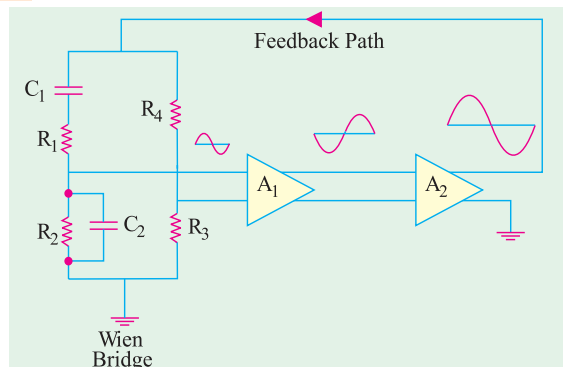 Feedback Path
C1
R4
R1
A1
A2
R2
C2
R3
Wien
Bridge